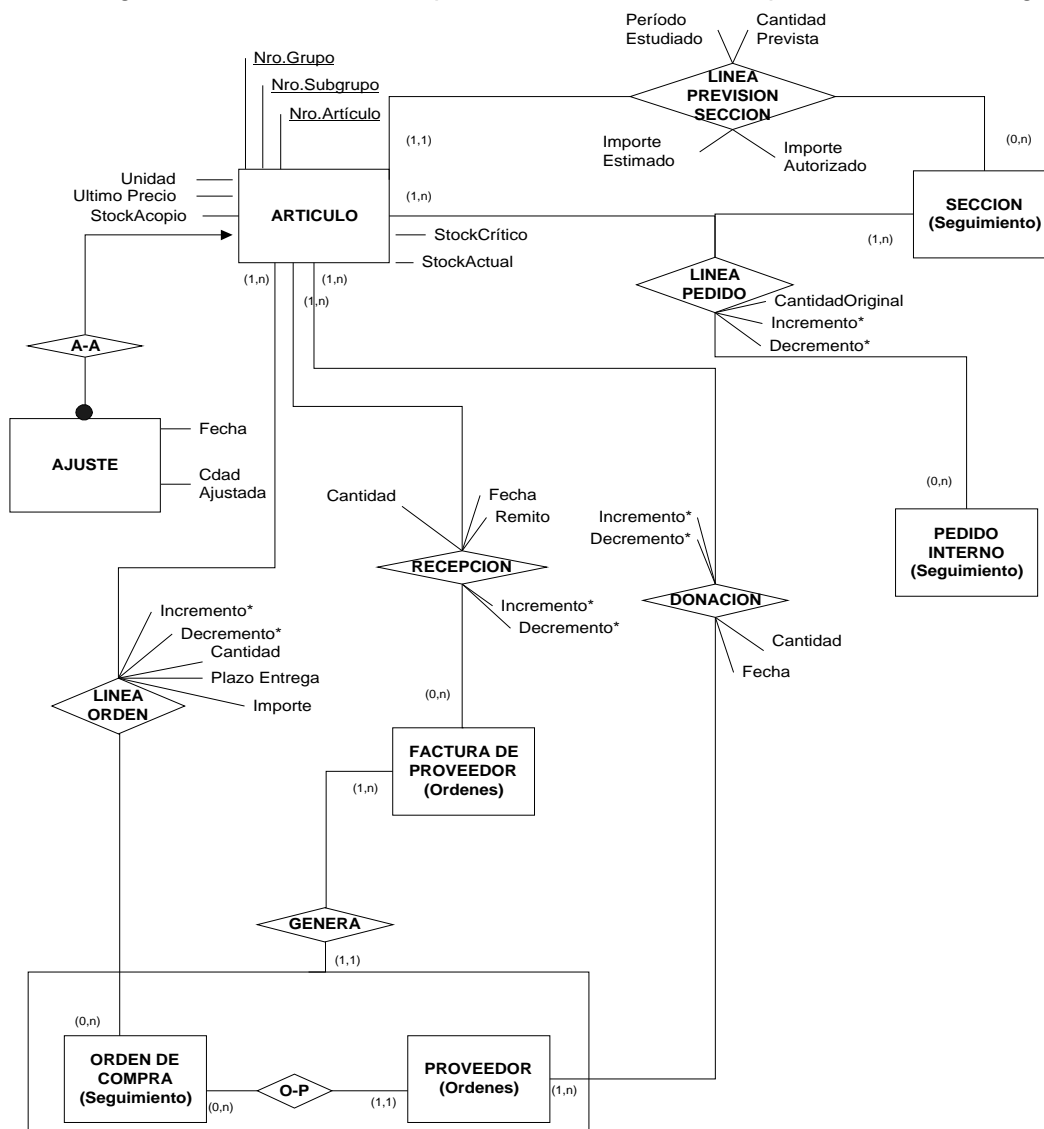 Período
Estudiado
Cantidad
Prevista
LINEA
PREVISION
SECCION
Importe
Estimado
Importe
Autorizado
Nro.Grupo
Nro.Subgrupo
Nro.Artículo
(1,1)
(0,n)
Unidad
Ultimo Precio
StockAcopio
ARTICULO
(1,n)
SECCION
(Seguimiento)
StockCrítico
StockActual
(1,n)
(1,n)
(1,n)
(1,n)
LINEA
PEDIDO
CantidadOriginal
Incremento*
Decremento*
A-A
AJUSTE
Fecha
Cdad
Ajustada
(0,n)
PEDIDO
INTERNO
(Seguimiento)
Cantidad
Fecha
Remito
RECEPCION
Incremento*
Decremento*
Incremento*
Decremento*
DONACION
Cantidad
Fecha
Incremento*
Decremento*
Cantidad
Plazo Entrega
Importe
LINEA
ORDEN
(0,n)
FACTURA DE
PROVEEDOR
(Ordenes)
(1,n)
GENERA
(1,1)
(0,n)
ORDEN DE
COMPRA
(Seguimiento)
(0,n)
O-P
(1,1)
PROVEEDOR
(Ordenes)
(1,n)